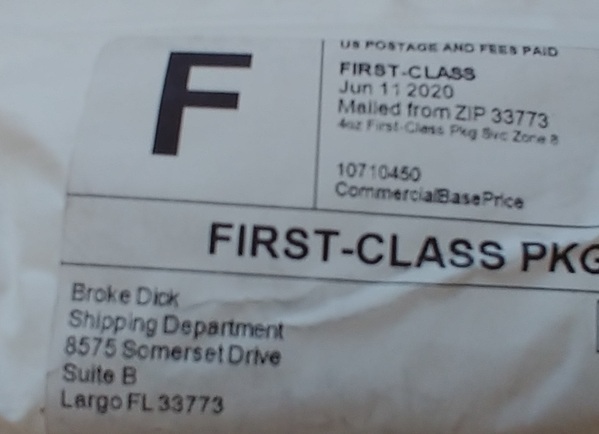 F
US POSTAGE AND FEES PAID
FIRST-CLASS
Jun 11 2020
Mailed from ZIP 33773
4oz First-Class Pkg Svc Zone 8
10710450
CommercialBasePrice
FIRST-CLASS PKG
Broke Dick
Shipping Department
8575 Somerset Drive
Suite B
Largo FL 33773